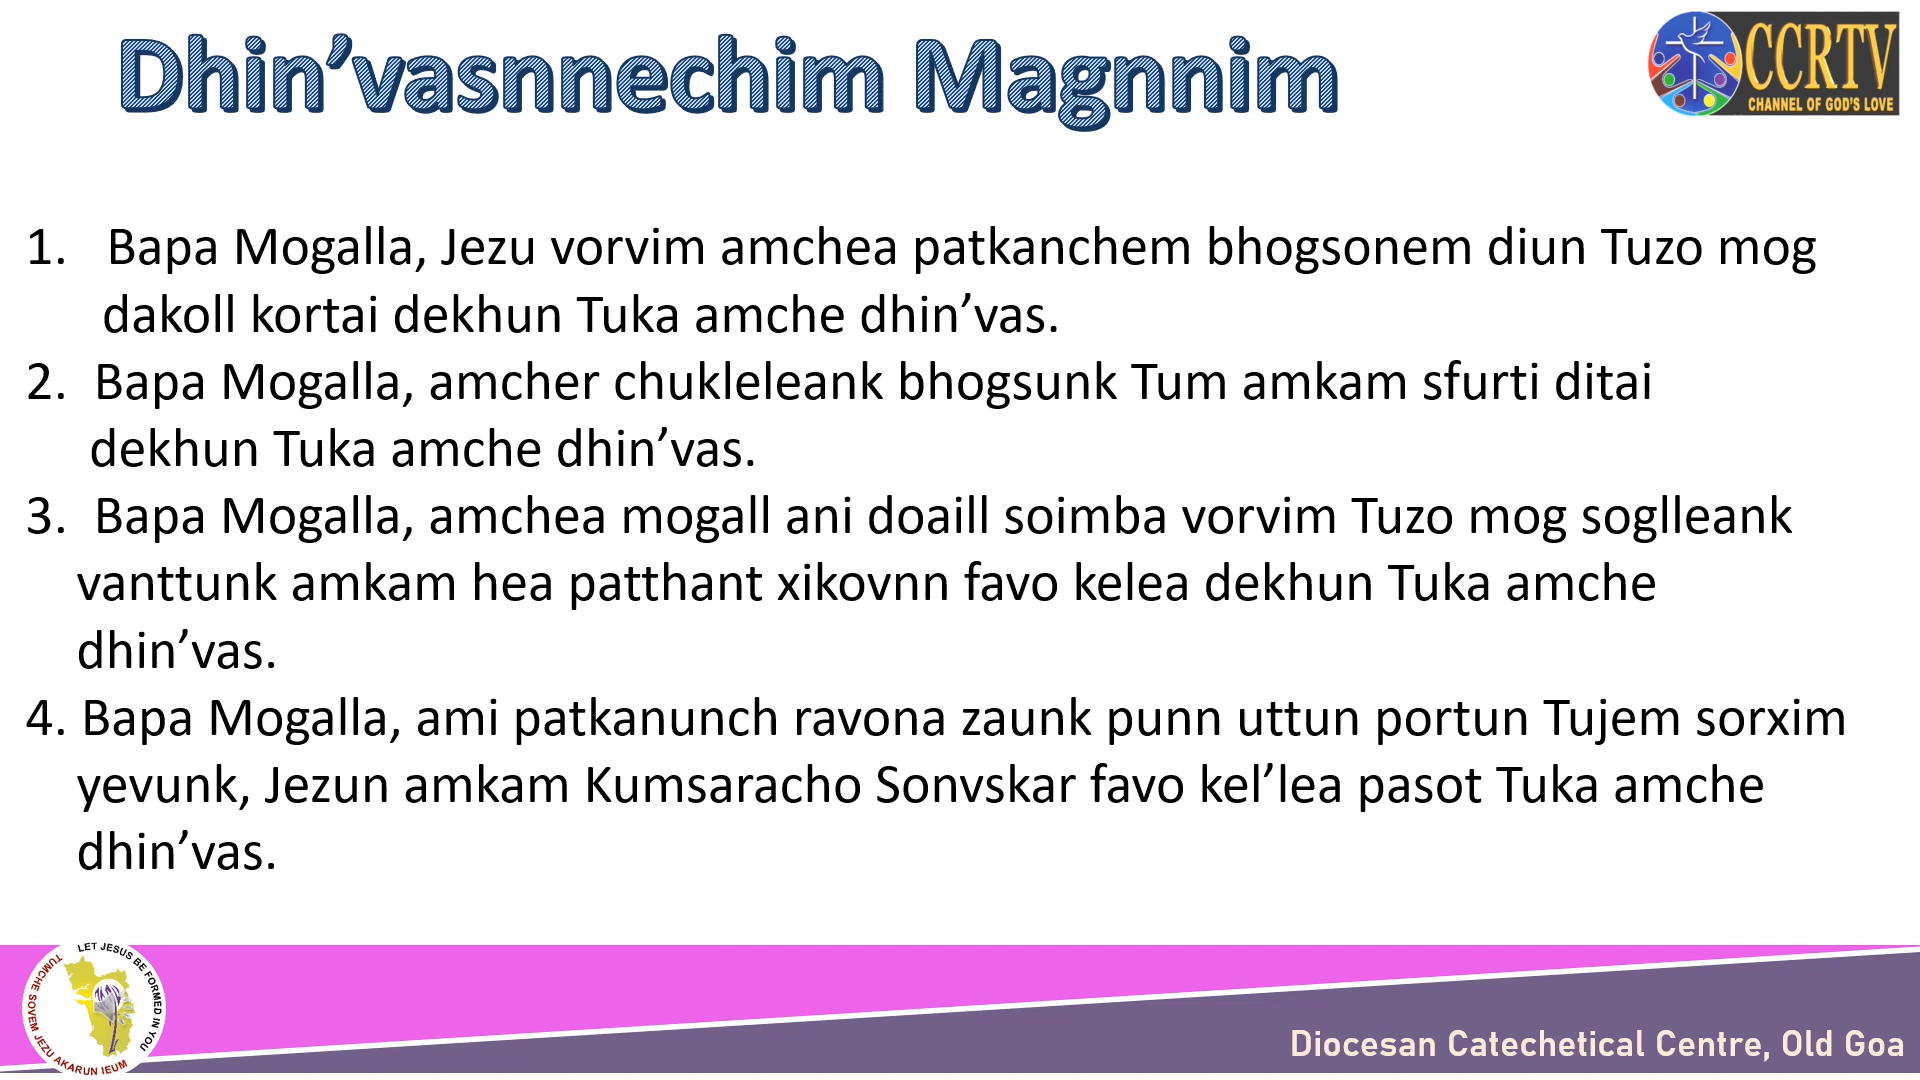 Dhin’vasnnechim Magnnim
CCRTV
CHANNEL OF GOD'S LOVE
1. Bapa Mogalla, Jezu vorvim amchea patkanchem bhogsonem diun Tuzo mog
dakoll kortai dekhun Tuka amche dhin’vas.
2. Bapa Mogalla, amcher chukleleank bhogsunk Tum amkam sfurti ditai
dekhun Tuka amche dhin’vas.
3. Bapa Mogalla, amchea mogall ani doaill soimba vorvim Tuzo mog soglleank
vanttunk amkam hea patthant xikovnn favo kelea dekhun Tuka amche
dhin’vas.
4. Bapa Mogalla, ami patkanunch ravona zaunk punn uttun portun Tujem sorxim
yevunk, Jezun amkam Kumsaracho Sonvskar favo kel’lea pasot Tuka amche
dhin’vas.
LET JESUS BE FORMED IN YOU
TUMCHE SOVEM JEZU AKARUN IEUM
Diocesan Catechetical Centre, Old Goa